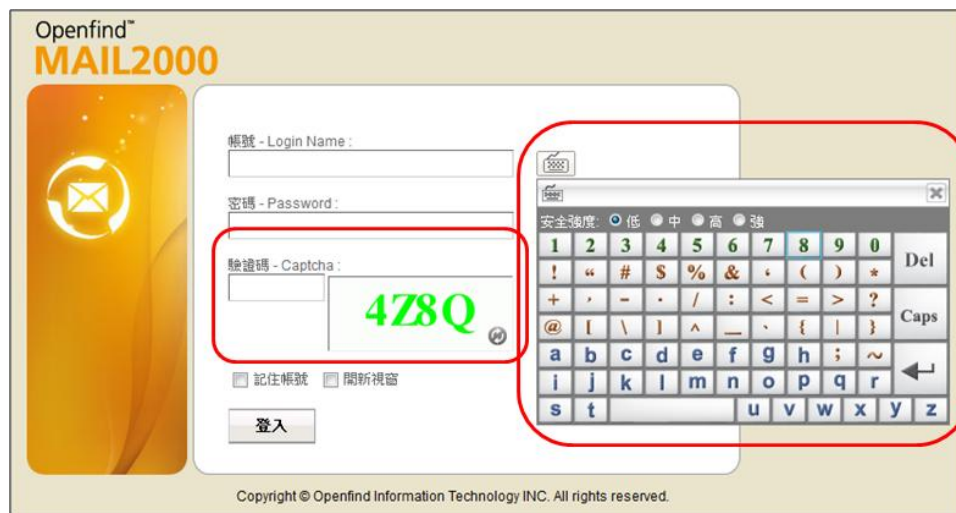 Openfind™
MAIL2000
帳號 - Login Name :
密碼 - Password :
驗證碼 - Captcha :
4Z8Q
記住帳號 開新視窗
登入
安全強度: 低 中 高 強
1 2 3 4 5 6 7 8 9 0 Del
! “ # $ % & ‘ ( ) *
+ , - . / : < = > ? Caps
@ [ \ ] ^ _ ` { | }
a b c d e f g h ; ~
i j k l m n o p q r
s t u v w x y z
Copyright © Openfind Information Technology INC. All rights reserved.